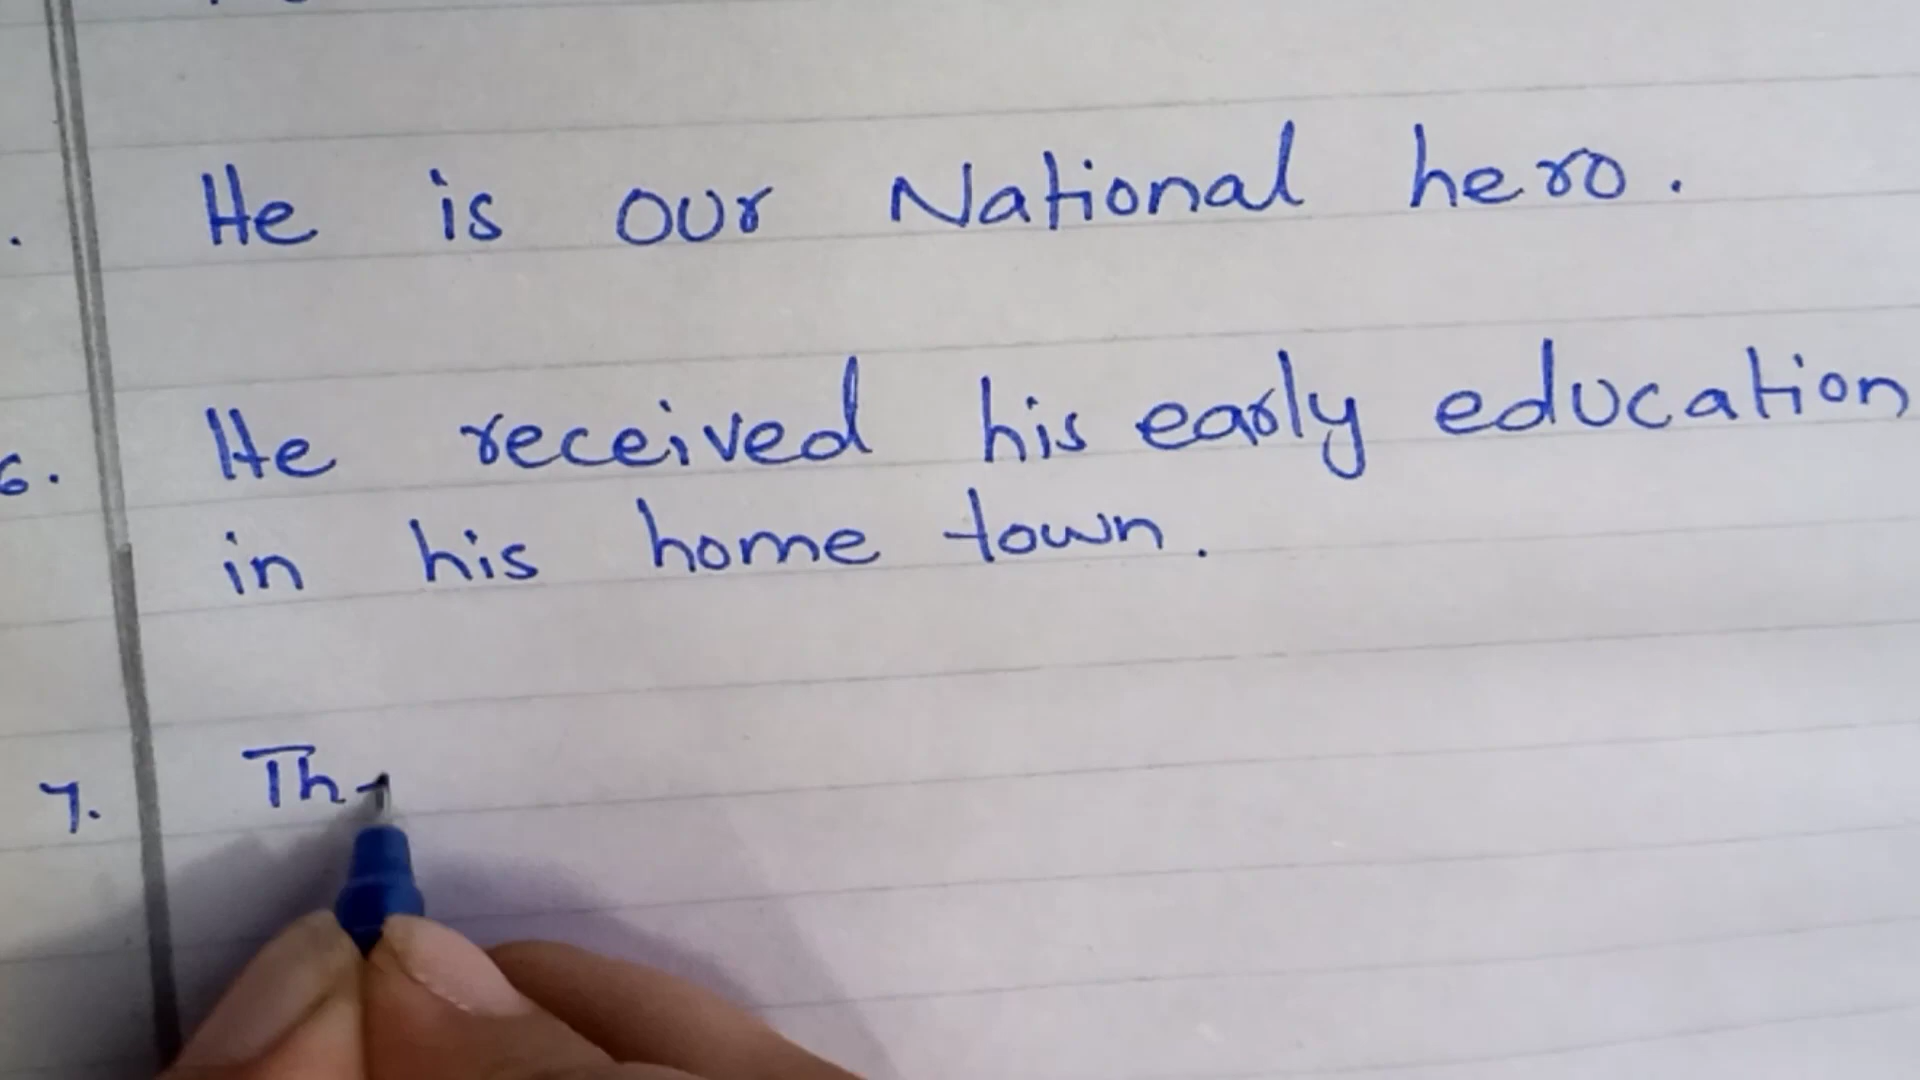 . He is our National hero.
6. He received his early education
in his home town.
7. Th